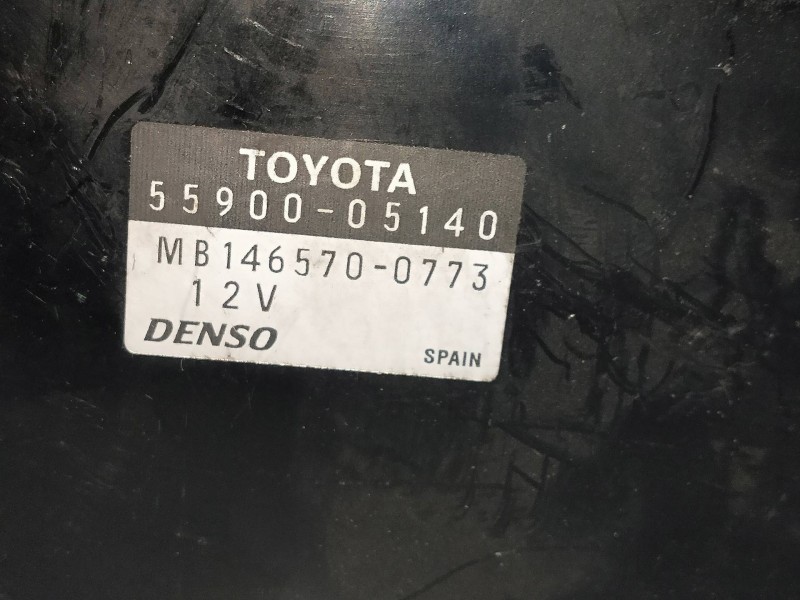 TOYOTA
55900-05140
MB146570-0773
12V
DENSO
SPAIN